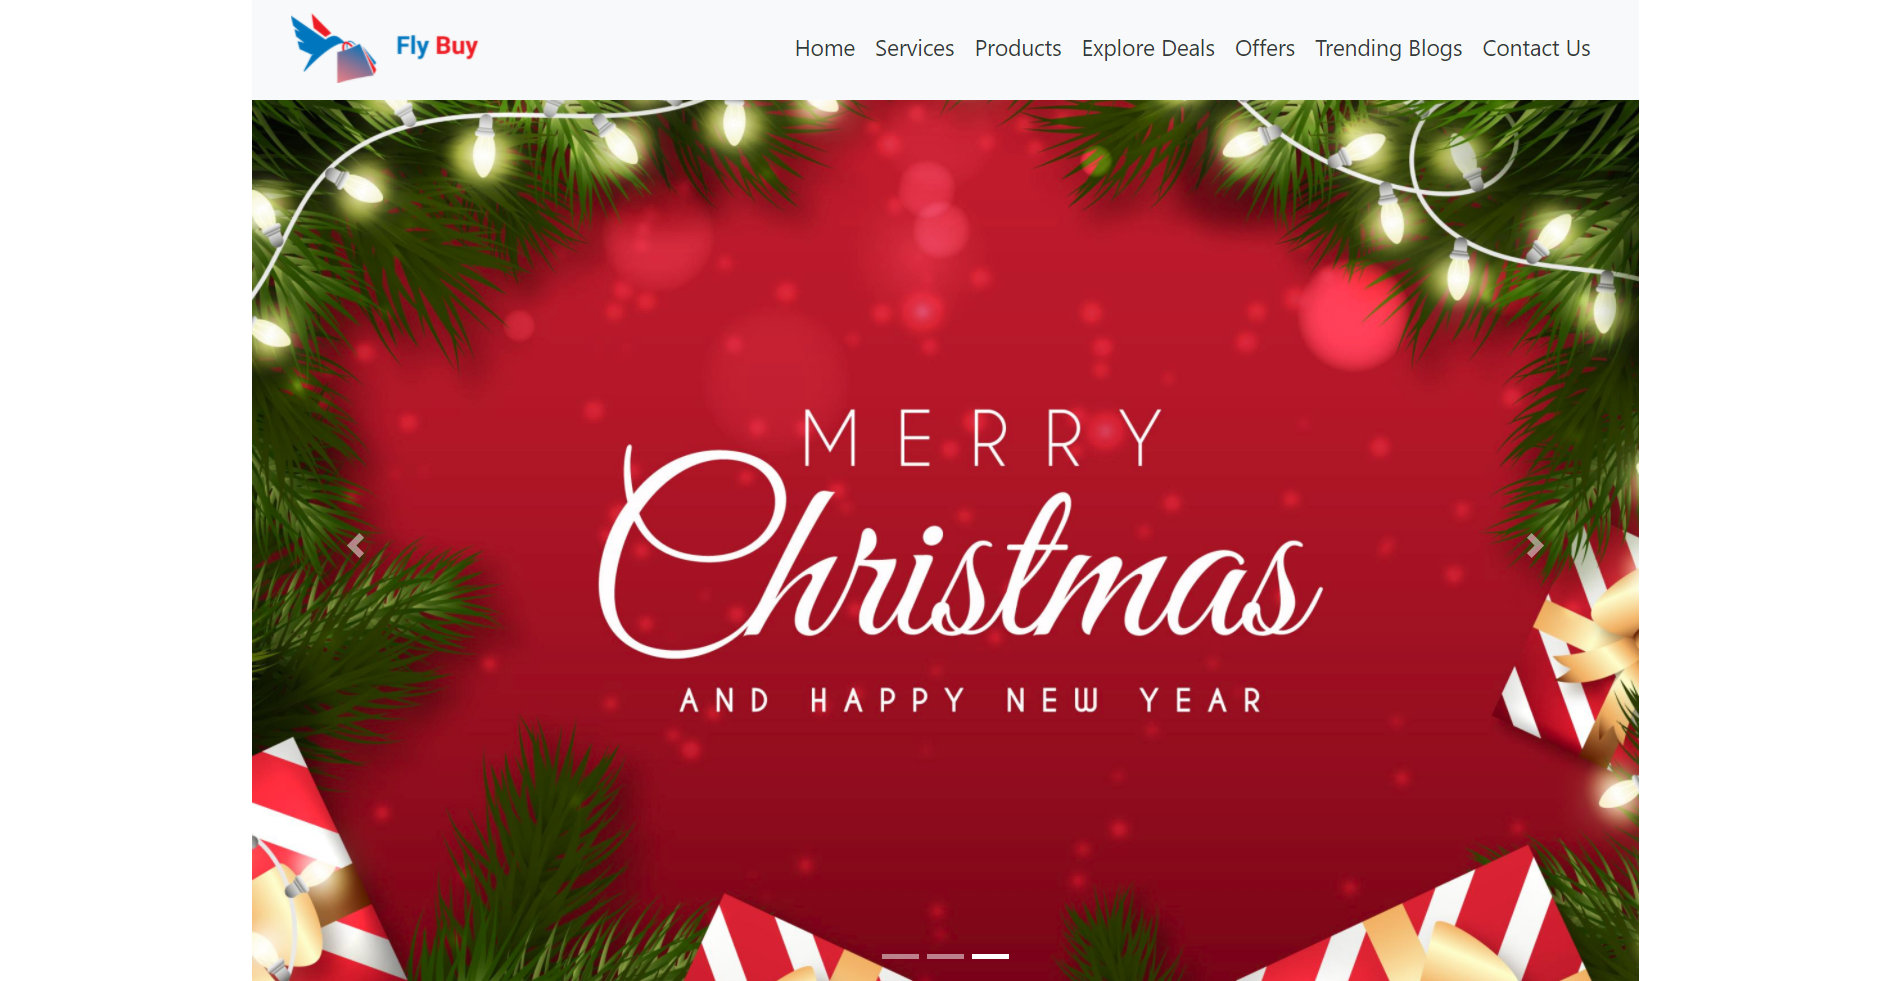 Fly Buy
Home Services Products Explore Deals Offers Trending Blogs Contact Us
MERRY
Christmas
AND HAPPY NEW YEAR